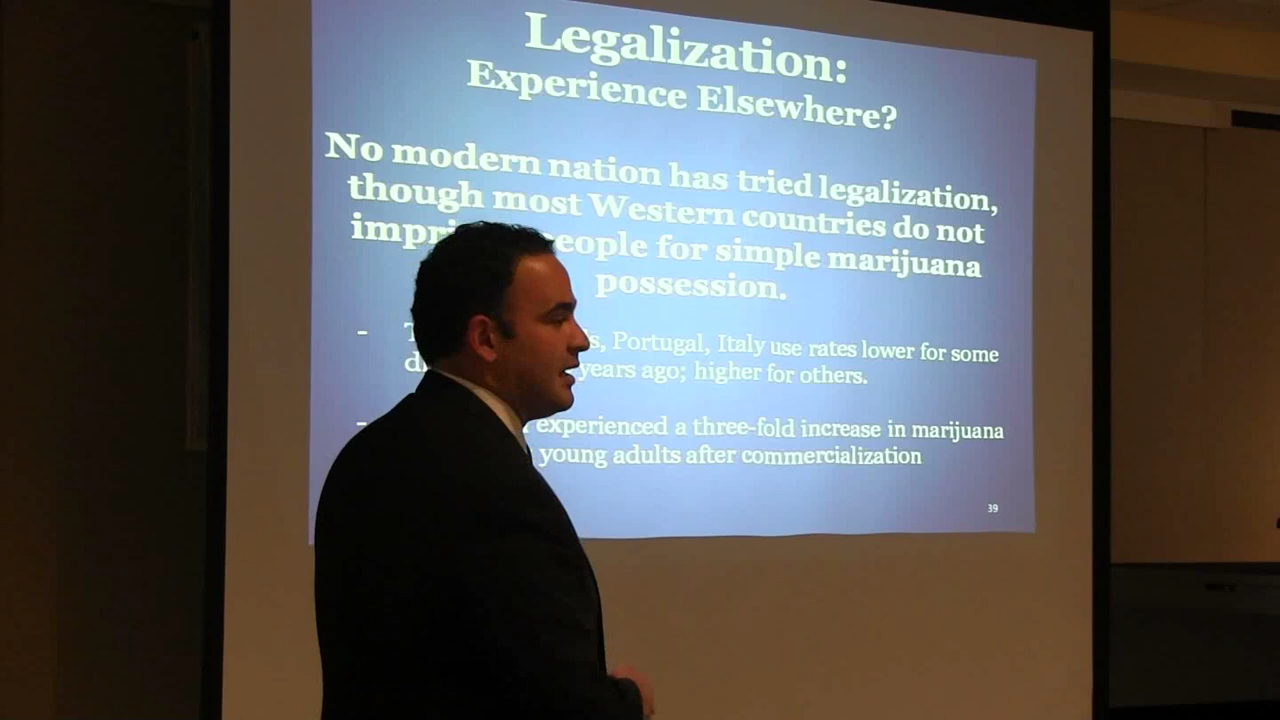 Legalization:
Experience Elsewhere?
No modern nation has tried legalization,
though most Western countries do not
people for simple marijuana
possession.
- Portugal, Italy use rates lower for some
years ago; higher for others.
- experienced a three-fold increase in marijuana
young adults after commercialization
39